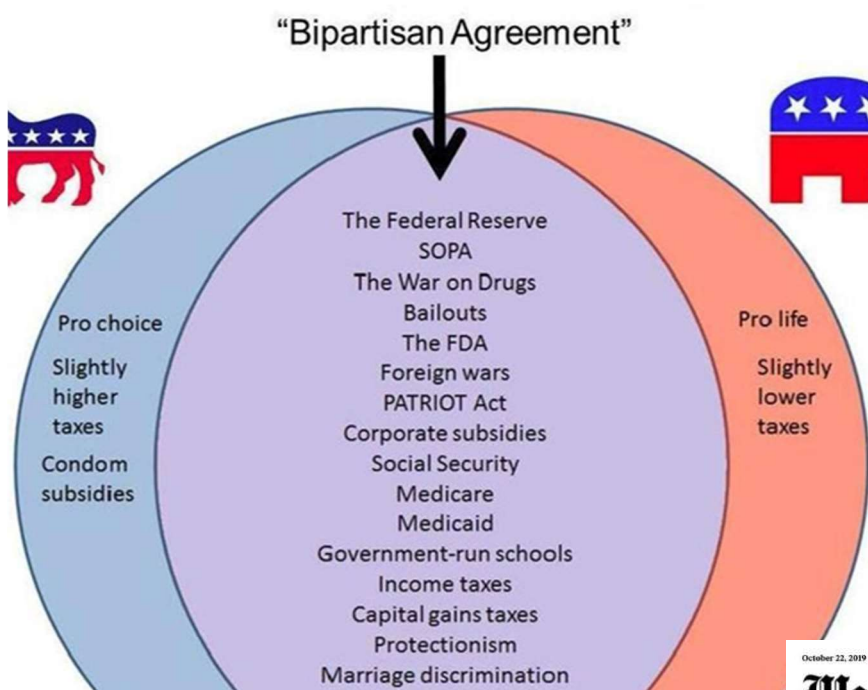 “Bipartisan Agreement”
Pro choice
Slightly
higher
taxes
Condom
subsidies
The Federal Reserve
SOPA
The War on Drugs
Bailouts
The FDA
Foreign wars
PATRIOT Act
Corporate subsidies
Social Security
Medicare
Medicaid
Government-run schools
Income taxes
Capital gains taxes
Protectionism
Marriage discrimination
Pro life
Slightly
lower
taxes
October 22, 2019